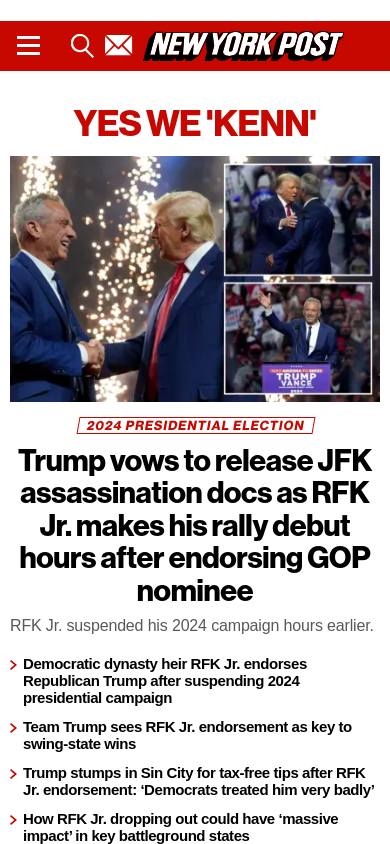 NEW YORK POST
YES WE 'KENN'
TRUMP
VANCE
2024
2024 PRESIDENTIAL ELECTION
Trump vows to release JFK
assassination docs as RFK
Jr. makes his rally debut
hours after endorsing GOP
nominee
RFK Jr. suspended his 2024 campaign hours earlier.
Democratic dynasty heir RFK Jr. endorses
Republican Trump after suspending 2024
presidential campaign
Team Trump sees RFK Jr. endorsement as key to
swing-state wins
Trump stumps in Sin City for tax-free tips after RFK
Jr. endorsement: ‘Democrats treated him very badly’
How RFK Jr. dropping out could have ‘massive
impact’ in key battleground states